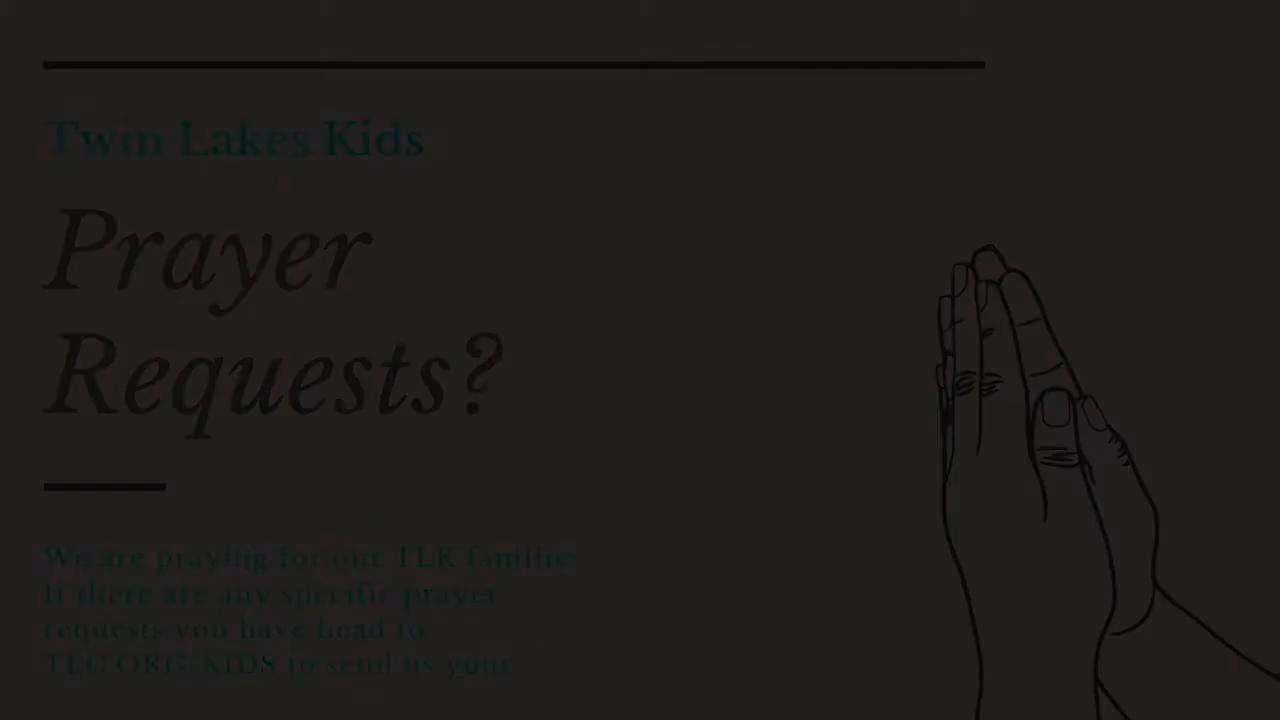 Twin Lakes Kids
Prayer
Requests?
We are praying for our TLK familie
If there are any specific prayer
requests you have head to
TLC.ORG/KIDS to send us your